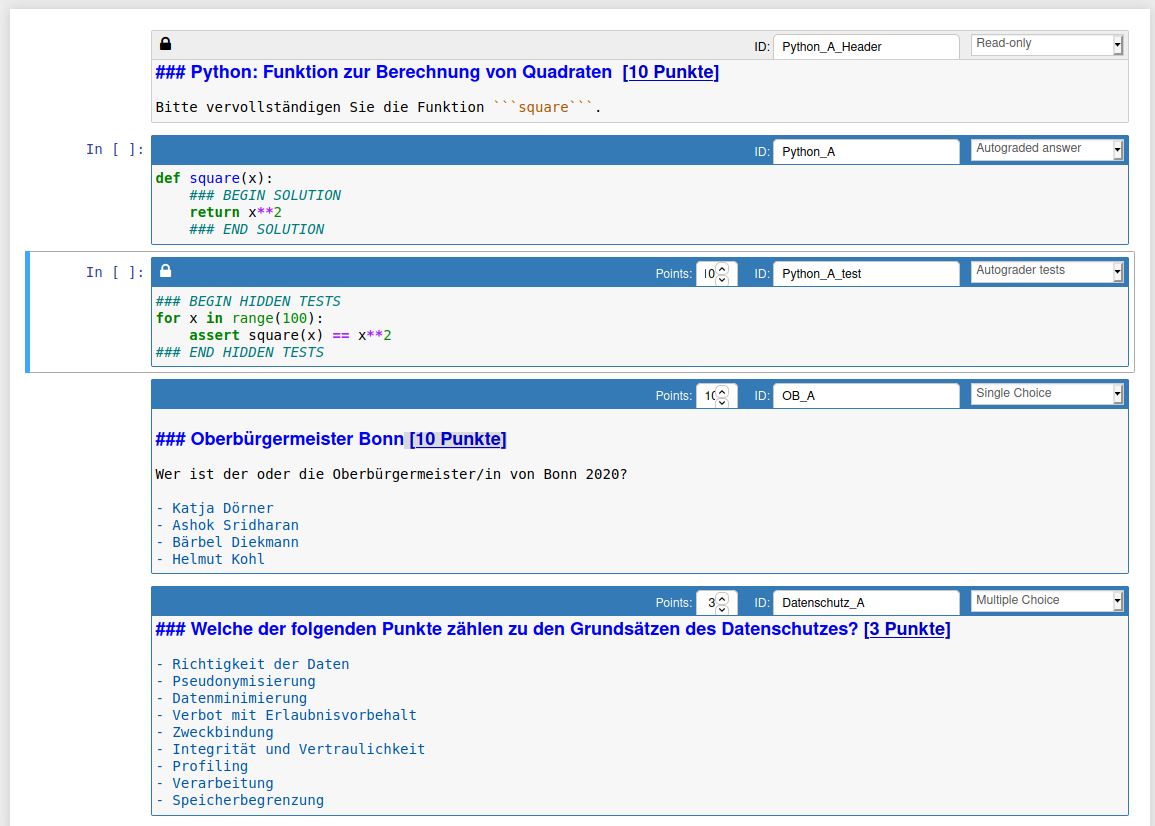 ID: Python_A_Header Read-only
### Python: Funktion zur Berechnung von Quadraten [10 Punkte]
Bitte vervollständigen Sie die Funktion ```square```.
In [ ]: ID: Python_A Autograded answer
def square(x):
    ### BEGIN SOLUTION
    return x**2
    ### END SOLUTION
In [ ]: Points: 10 ID: Python_A_test Autograder tests
### BEGIN HIDDEN TESTS
for x in range(100):
    assert square(x) == x**2
### END HIDDEN TESTS
Points: 10 ID: OB_A Single Choice
### Oberbürgermeister Bonn [10 Punkte]
Wer ist der oder die Oberbürgermeister/in von Bonn 2020?
- Katja Dörner
- Ashok Sridharan
- Bärbel Diekmann
- Helmut Kohl
Points: 3 ID: Datenschutz_A Multiple Choice
### Welche der folgenden Punkte zählen zu den Grundsätzen des Datenschutzes? [3 Punkte]
- Richtigkeit der Daten
- Pseudonymisierung
- Datenminimierung
- Verbot mit Erlaubnisvorbehalt
- Zweckbindung
- Integrität und Vertraulichkeit
- Profiling
- Verarbeitung
- Speicherbegrenzung